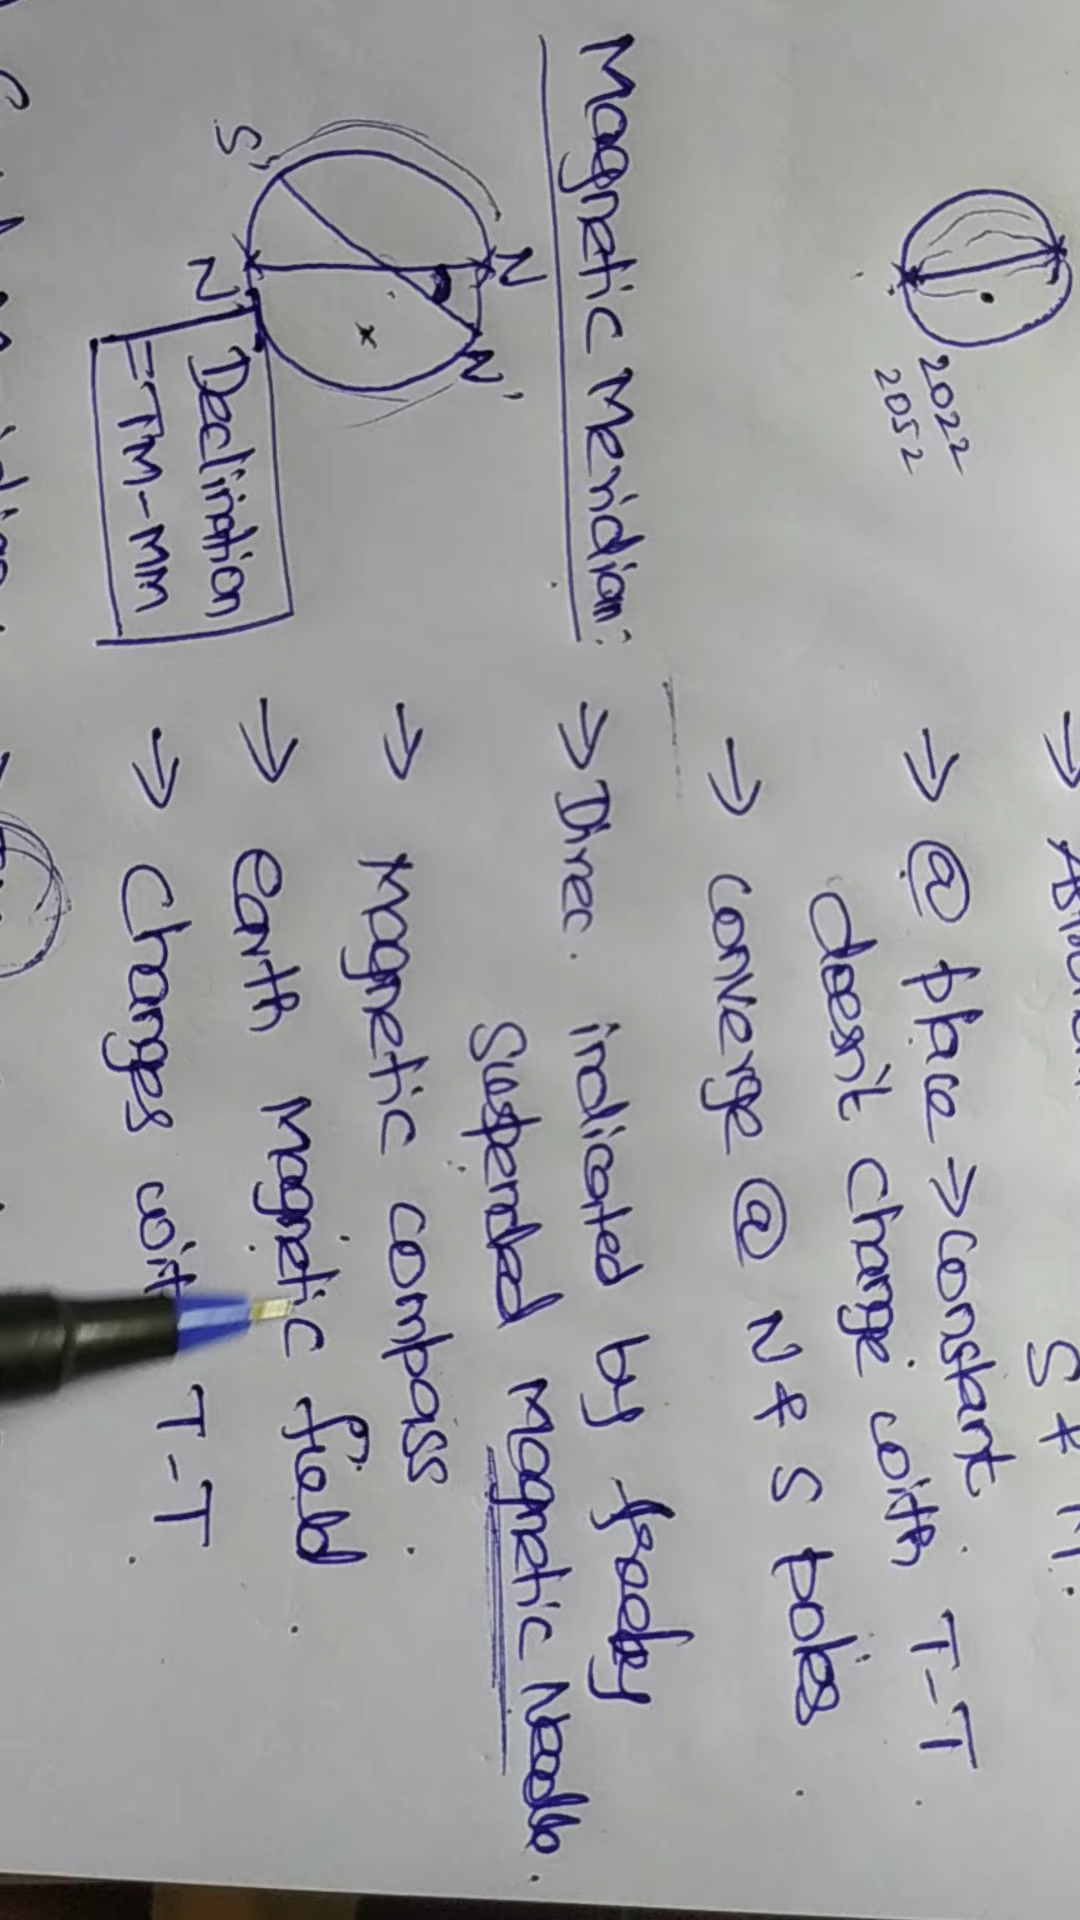 S & M.
→ @ place → constant
doesn't change with T-T
2022
2052
→ converge @ N & S poles
Magnetic Meridian:
→ Direc. indicated by freely
Suspended Magnetic Needle.
→ Magnetic compass
→ earth Magnetic field
→ Changes with T-T
N
N'
S'
N
Declination
= TM-MM